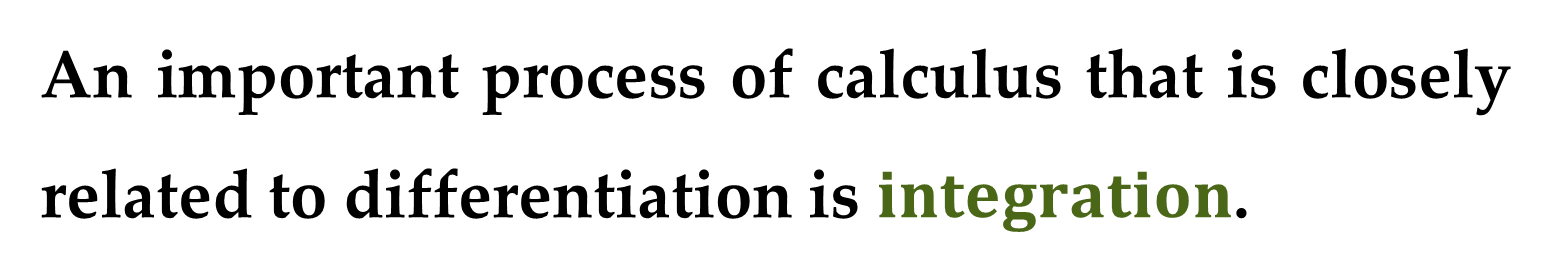 An important process of calculus that is closely
related to differentiation is integration.